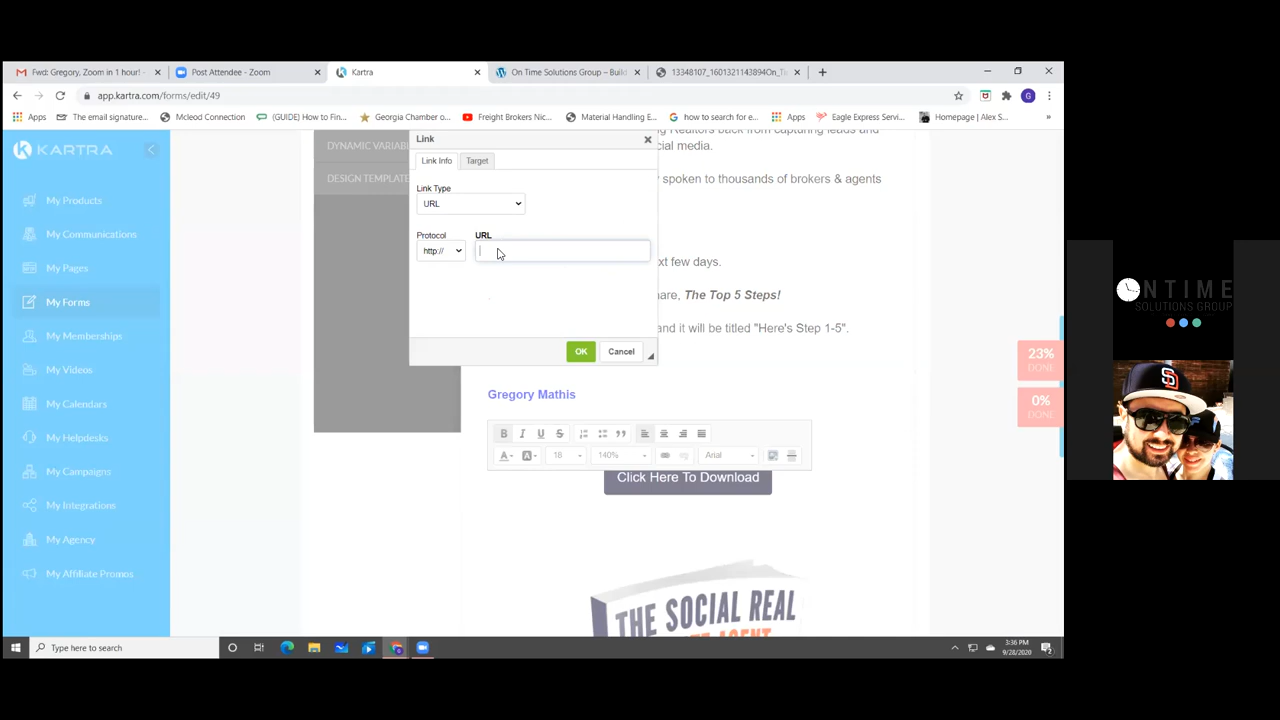 Fwd: Gregory, Zoom in 1 hour! -
Post Attendee - Zoom
Kartra
On Time Solutions Group – Build
13348107_1601321143894On_Ti
app.kartra.com/forms/edit/49
Apps
The email signature...
Mcleod Connection
(GUIDE) How to Fin...
Georgia Chamber o...
Freight Brokers Nic...
Material Handling E...
how to search for e...
Apps
Eagle Express Servi...
Homepage | Alex S...
KARTRA
My Products
My Communications
My Pages
My Forms
My Memberships
My Videos
My Calendars
My Helpdesks
My Campaigns
My Integrations
My Agency
My Affiliate Promos
DYNAMIC VARIAB
DESIGN TEMPLATE
Link
Link Info
Target
Link Type
URL
Protocol
URL
http://
OK
Cancel
Realtors back from capturing leads and
cial media.
spoken to thousands of brokers & agents
xt few days.
are, The Top 5 Steps!
and it will be titled "Here's Step 1-5".
Gregory Mathis
B I U S
A A 18 140% Arial
Click Here To Download
THE SOCIAL REAL
23%
DONE
0%
DONE
ONTIME
SOLUTIONS GROUP
SD
Type here to search
3:36 PM
9/28/2020
2